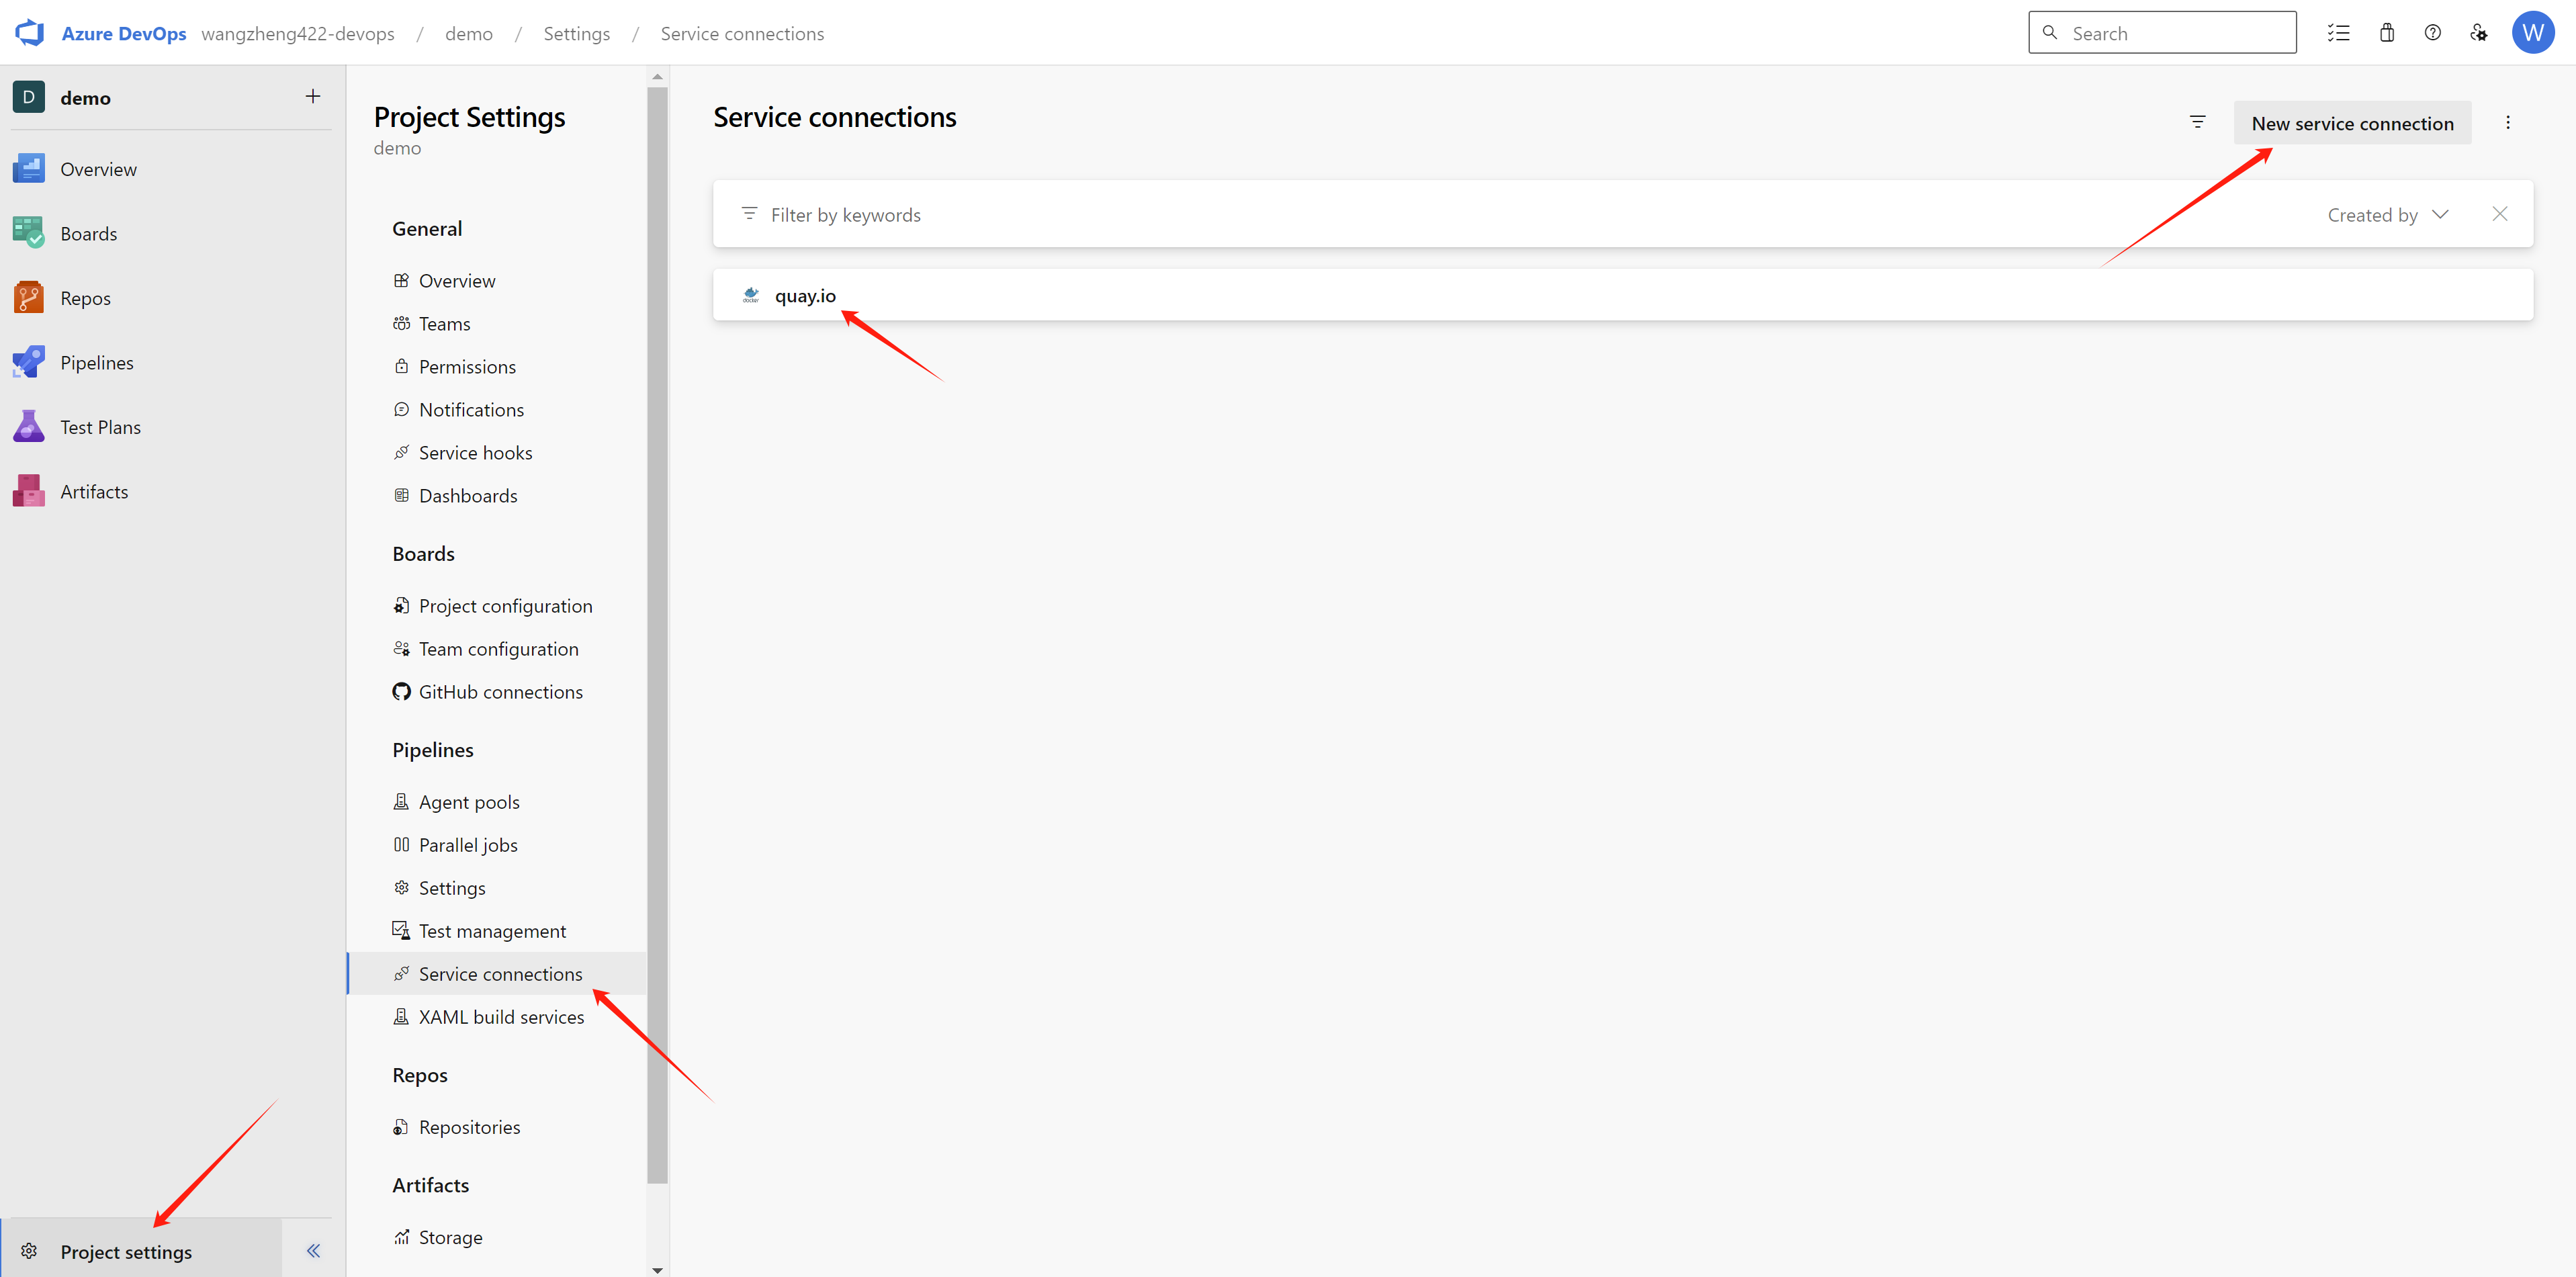 Azure DevOps wangzheng422-devops / demo / Settings / Service connections
Search
W
D demo
Overview
Boards
Repos
Pipelines
Test Plans
Artifacts
Project settings
Project Settings
demo
General
Overview
Teams
Permissions
Notifications
Service hooks
Dashboards
Boards
Project configuration
Team configuration
GitHub connections
Pipelines
Agent pools
Parallel jobs
Settings
Test management
Service connections
XAML build services
Repos
Repositories
Artifacts
Storage
Service connections
New service connection
Filter by keywords
Created by
docker quay.io